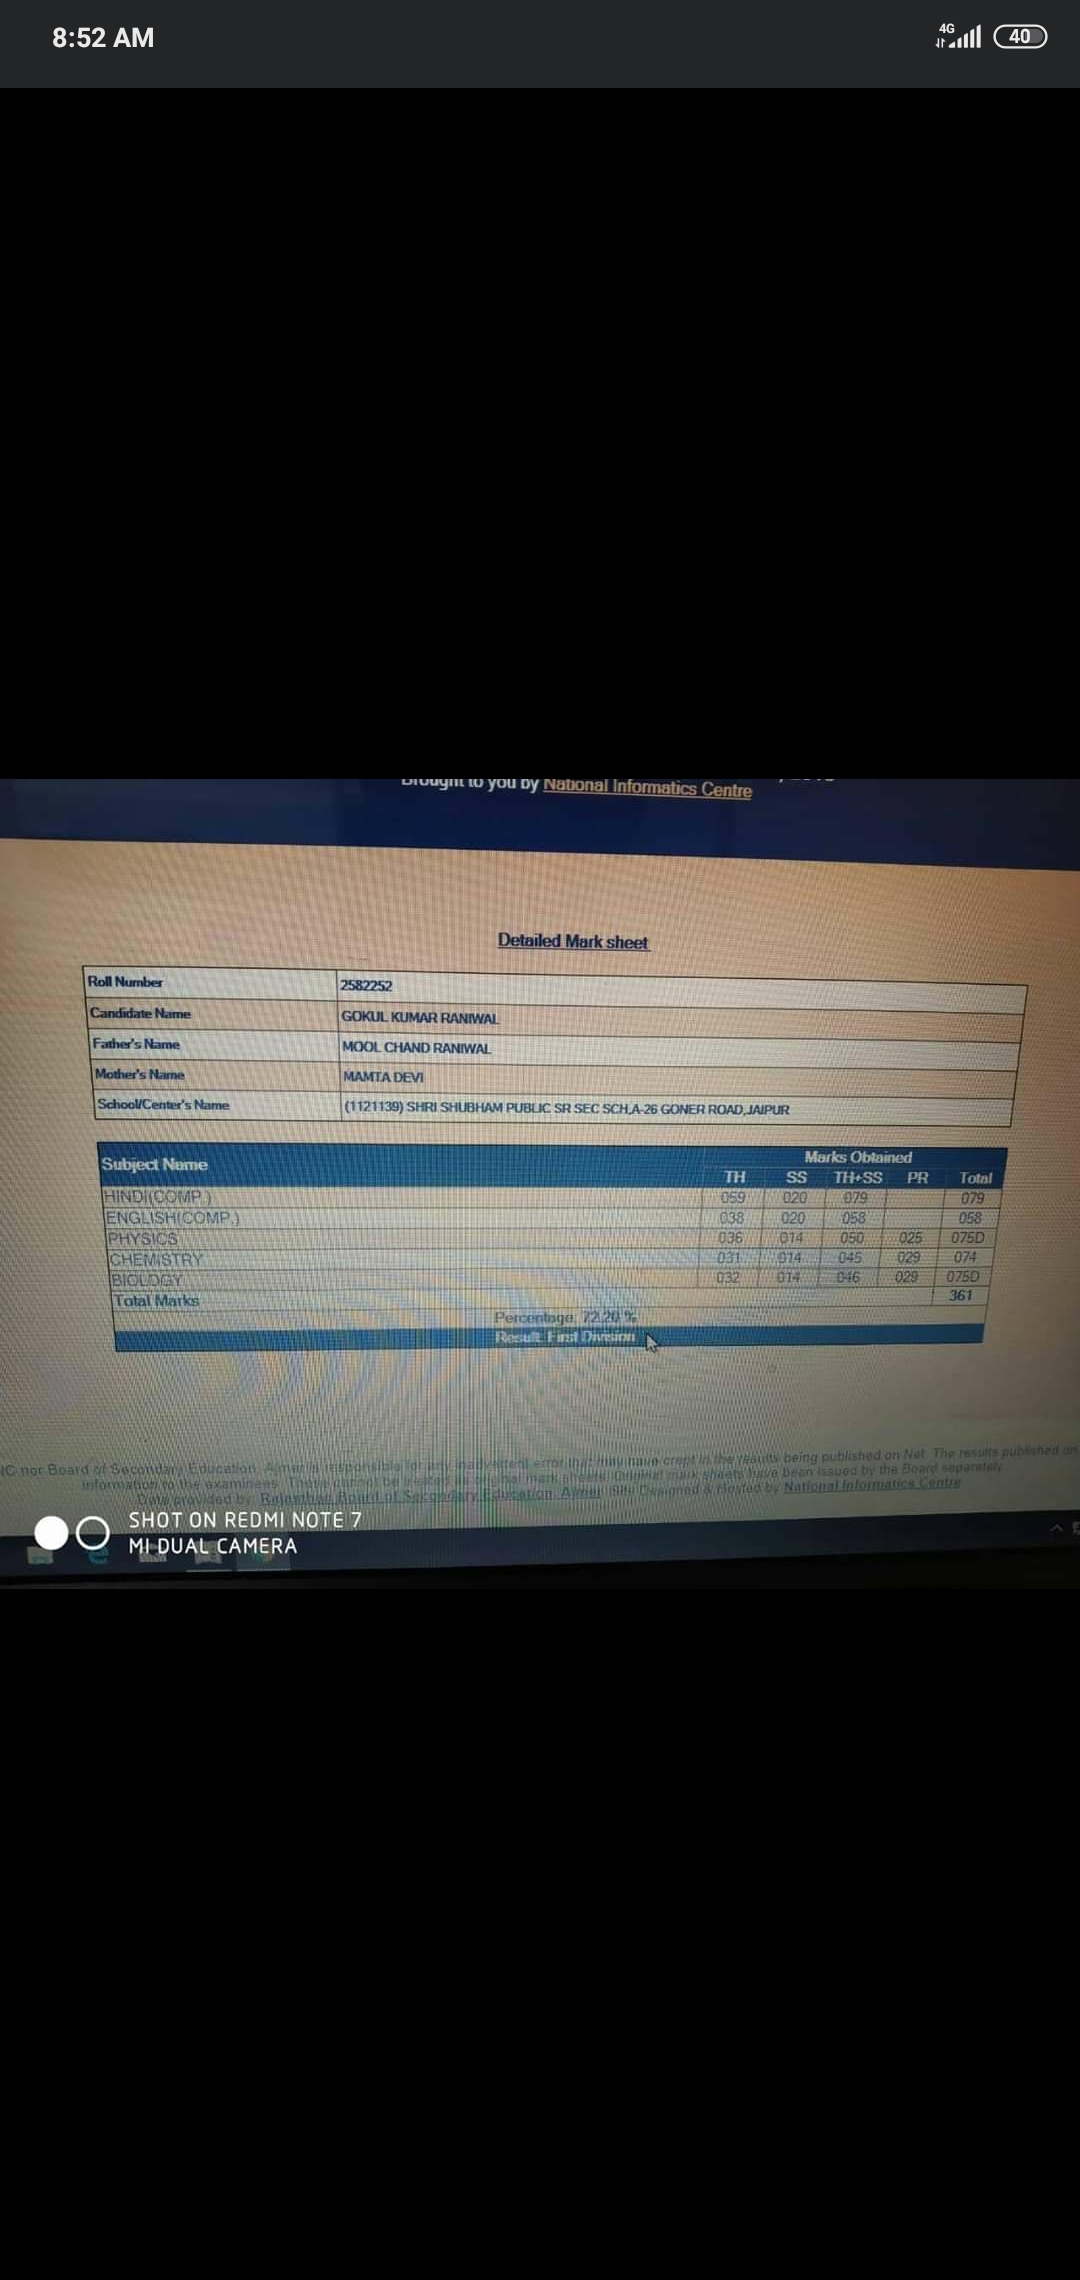 8:52 AM
4G
40
Brought to you by National Informatics Centre
Detailed Mark sheet
Roll Number 2582252
Candidate Name GOKUL KUMAR RANIWAL
Father's Name MOOL CHAND RANIWAL
Mother's Name MAMTA DEVI
School/Center's Name (1121139) SHRI SHUBHAM PUBLIC SR SEC SCH,A-26 GONER ROAD,JAIPUR
Marks Obtained
Subject Name TH SS TH+SS PR Total
HINDI(COMP.) 059 020 079 079
ENGLISH(COMP.) 038 020 058 058
PHYSICS 036 014 050 025 075D
CHEMISTRY 031 014 045 029 074
BIOLOGY 032 014 046 029 075D
Total Marks 361
Percentage: 72.20 %
Result: First Division
nor Board of Secondary Education, responsible for any inadvertent error that may have crept in the results being published on Net. The results published on
information to the examinees. These cannot be treated as original mark sheets. Original mark sheets have been issued by the Board separately.
Data provided by: Rajasthan Board of Secondary Education, Ajmer Site Designed & Hosted by National Informatics Centre
SHOT ON REDMI NOTE 7
MI DUAL CAMERA